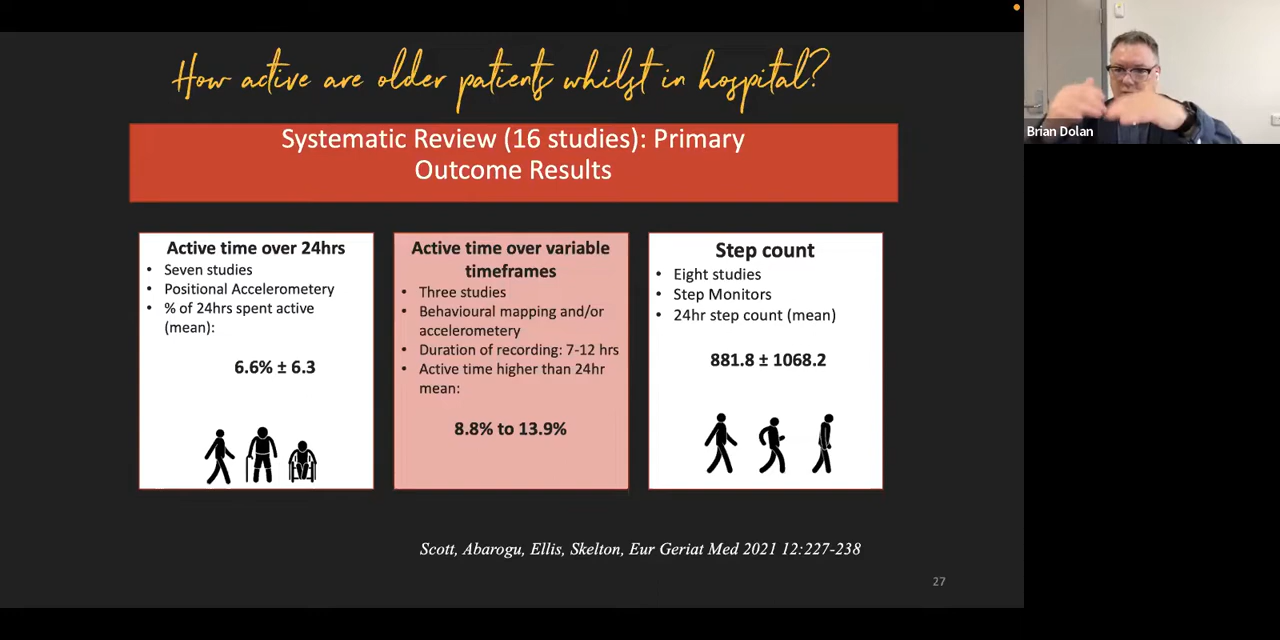 How active are older patients whilst in hospital?
Systematic Review (16 studies): Primary
Outcome Results
Active time over 24hrs
• Seven studies
• Positional Accelerometery
• % of 24hrs spent active
(mean):
6.6% ± 6.3
Active time over variable
timeframes
• Three studies
• Behavioural mapping and/or
accelerometery
• Duration of recording: 7-12 hrs
• Active time higher than 24hr
mean:
8.8% to 13.9%
Step count
• Eight studies
• Step Monitors
• 24hr step count (mean)
881.8 ± 1068.2
Scott, Abarogu, Ellis, Skelton, Eur Geriat Med 2021 12:227-238
27
Brian Dolan